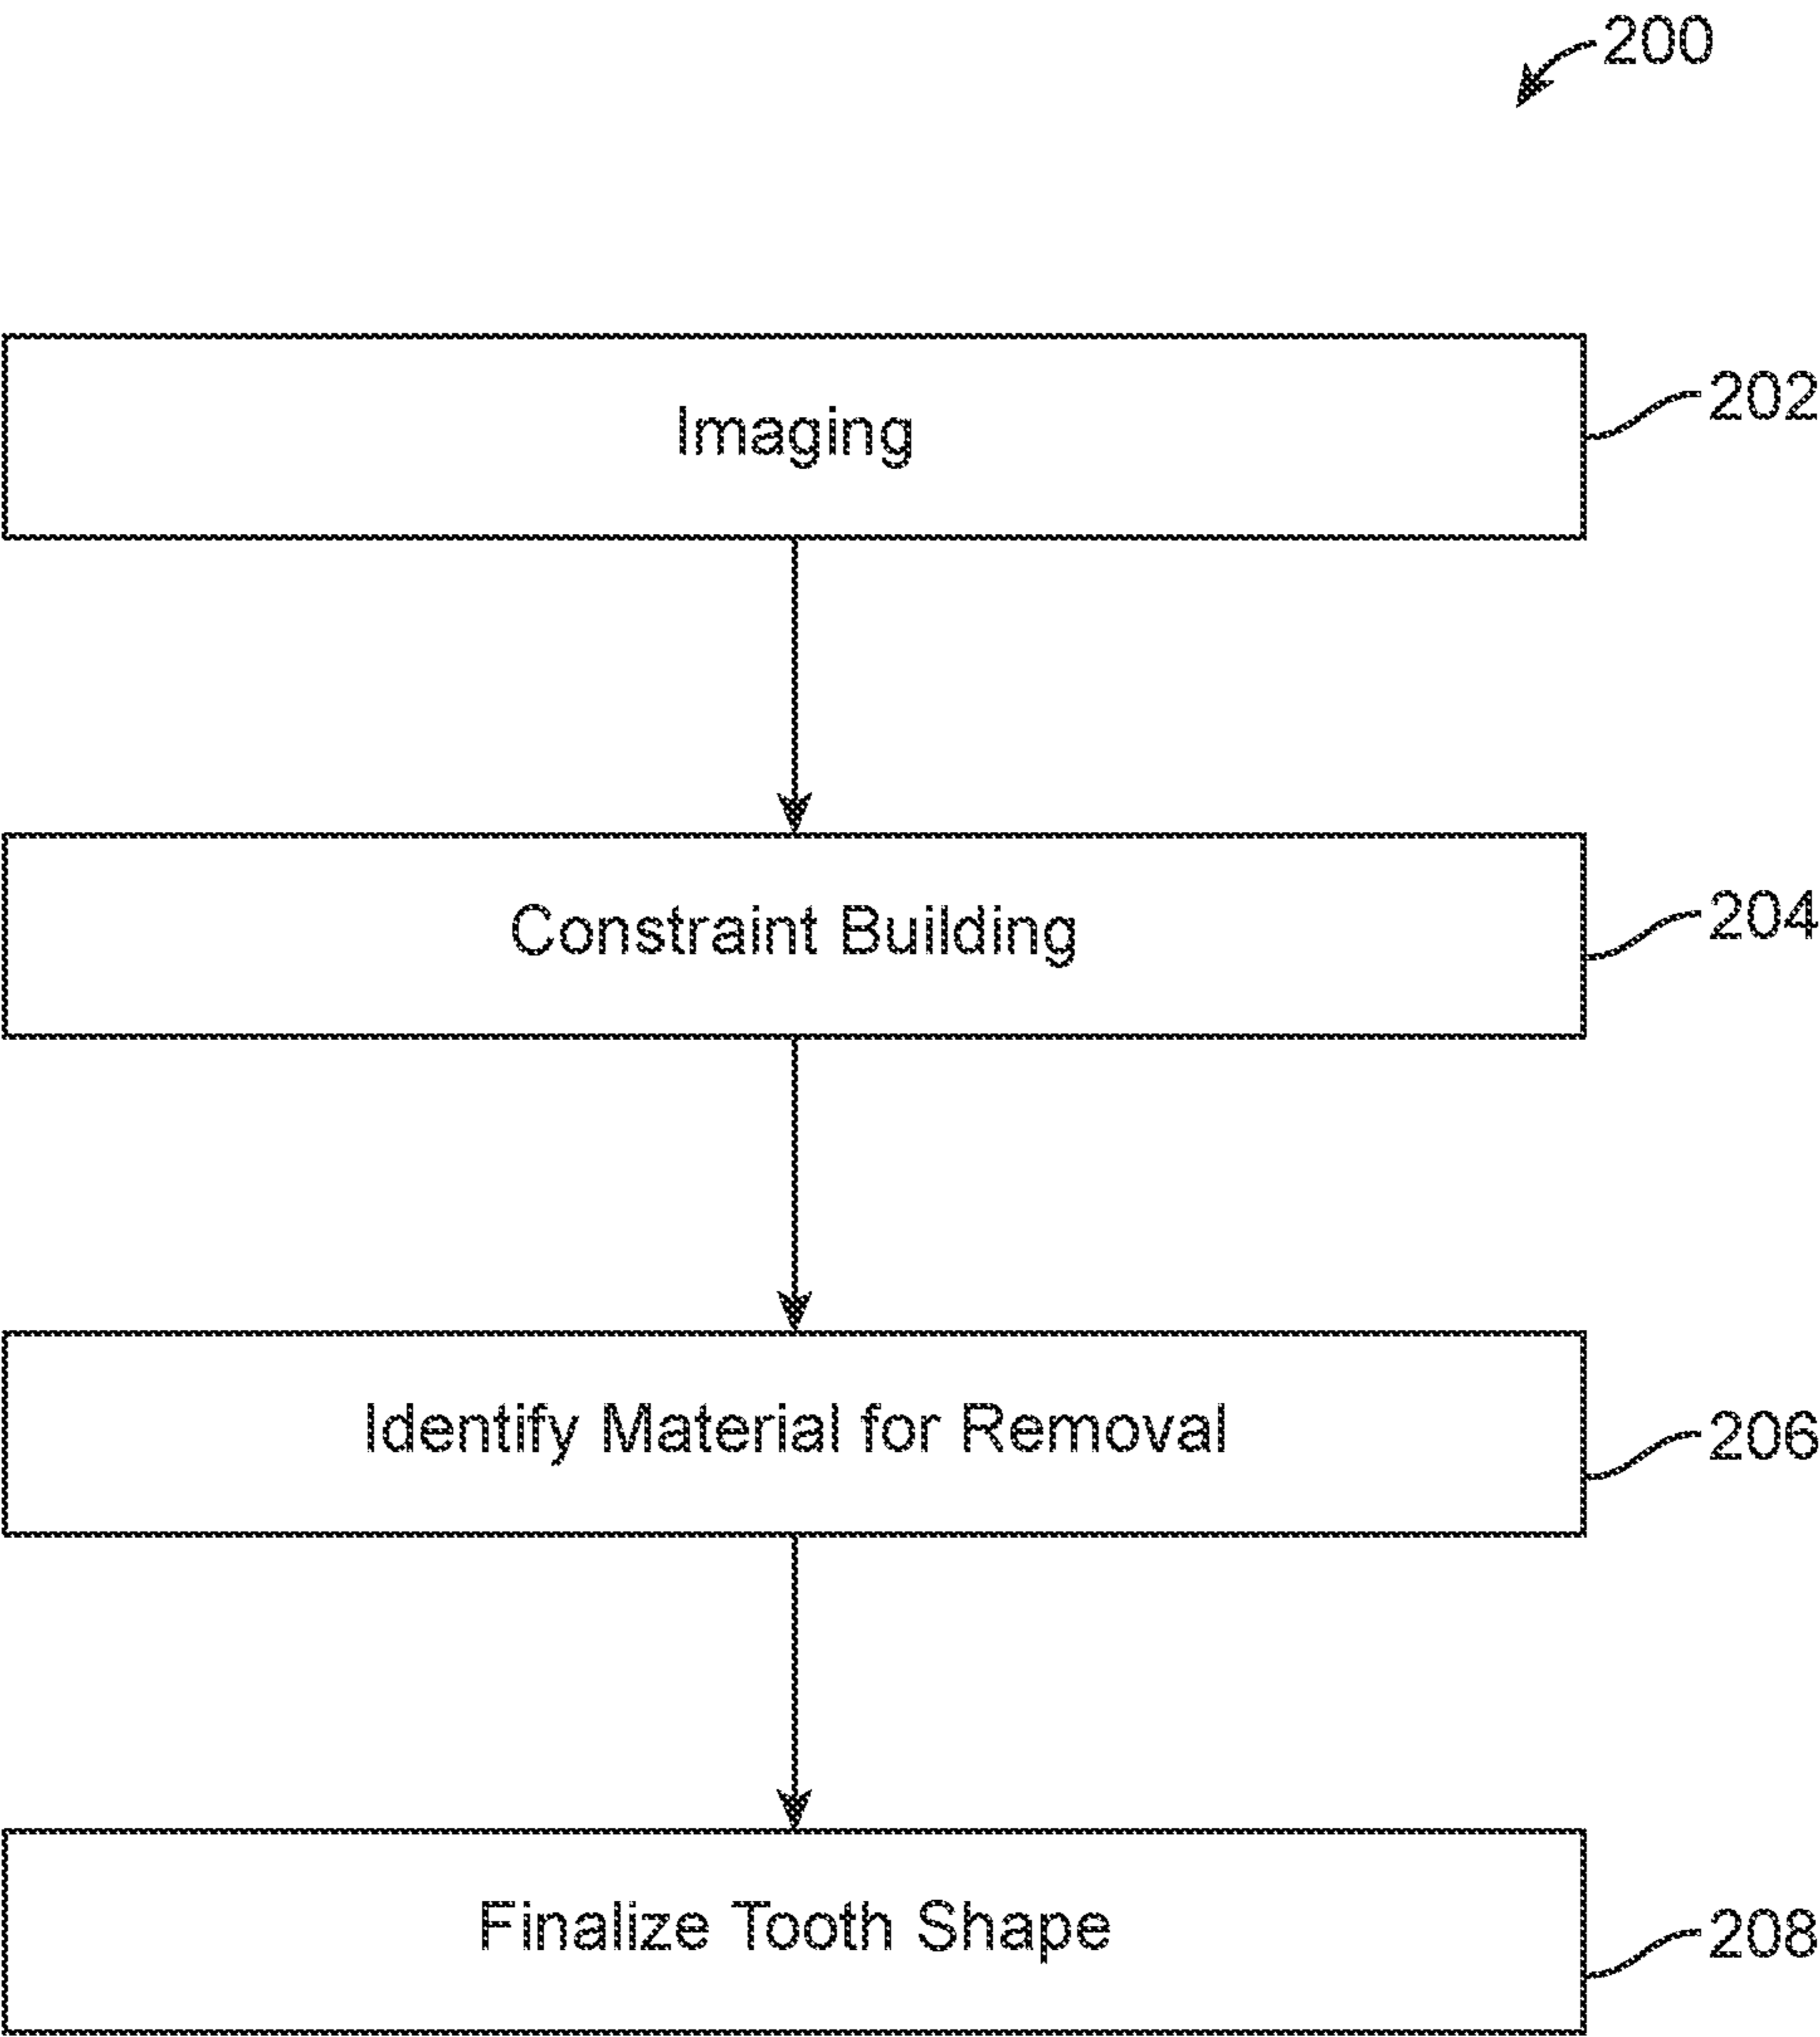 200
Imaging
202
Constraint Building
204
Identify Material for Removal
206
Finalize Tooth Shape
208